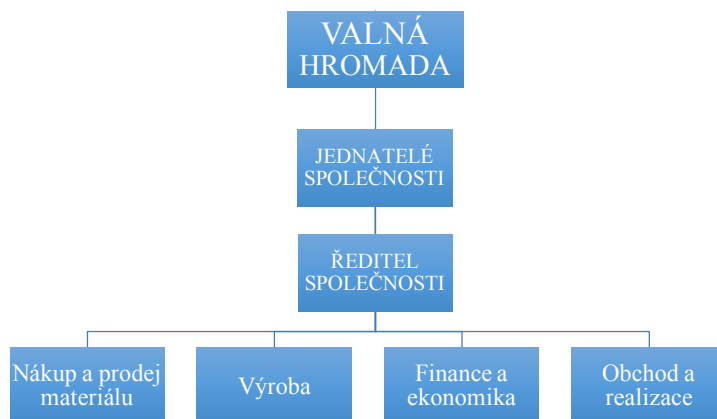 VALNÁ
HROMADA
JEDNATELÉ
SPOLEČNOSTI
ŘEDITEL
SPOLEČNOSTI
Nákup a prodej
materiálu
Výroba
Finance a
ekonomika
Obchod a
realizace